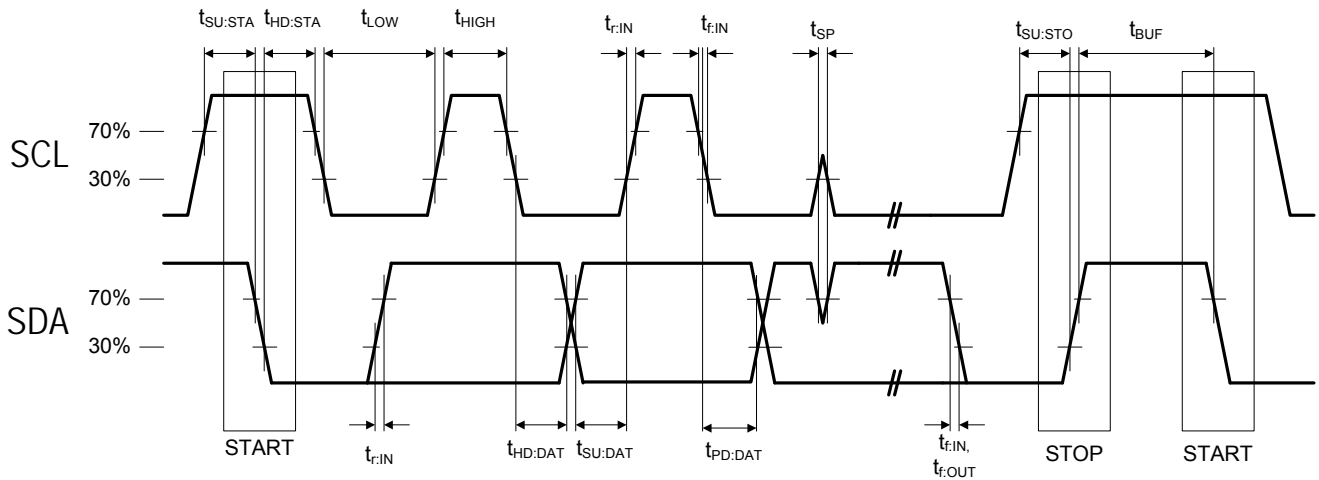 tSU:STA tHD:STA tLOW tHIGH tr:IN tf:IN tSP tSU:STO tBUF
70%
SCL
30%
70%
SDA
30%
START tr:IN tHD:DAT tSU:DAT tPD:DAT tf:IN, STOP START
tf:OUT